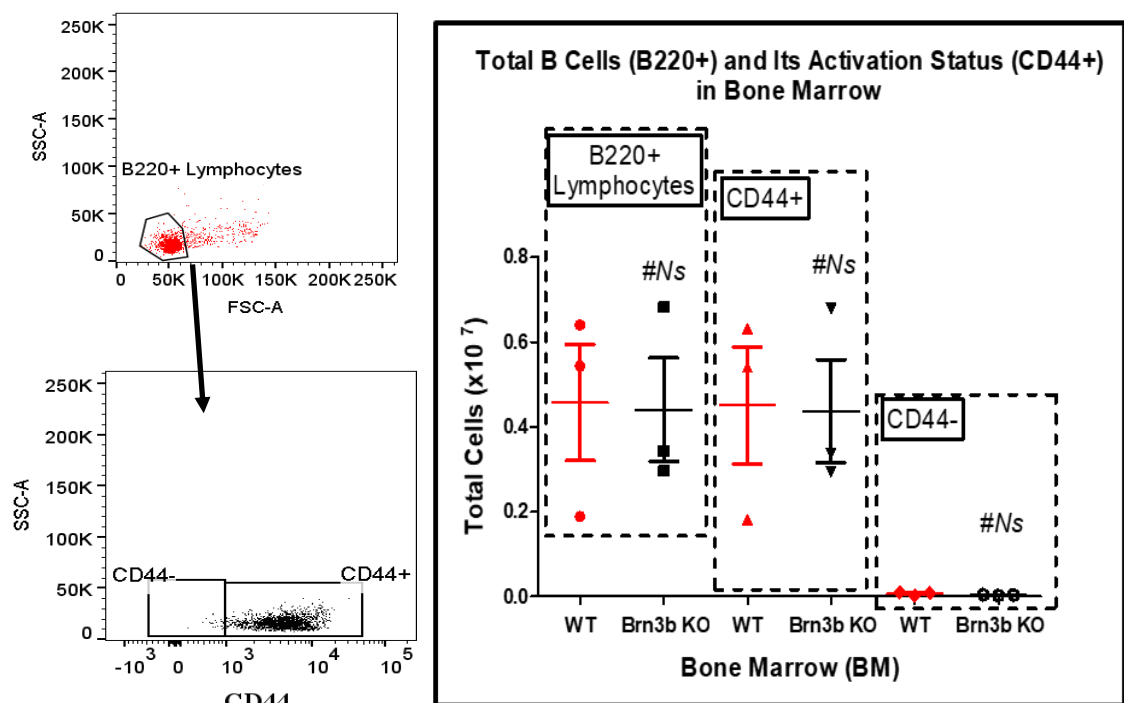 250K
200K
150K
100K
50K
0
SSC-A
B220+ Lymphocytes
0 50K 100K 150K 200K 250K
FSC-A
250K
200K
150K
100K
50K
0
SSC-A
CD44-
CD44+
-10³ 0 10³ 10⁴ 10⁵
CD44
Total B Cells (B220+) and Its Activation Status (CD44+)
in Bone Marrow
B220+
Lymphocytes
CD44+
CD44-
#Ns
#Ns
#Ns
0.8
0.6
0.4
0.2
0.0
Total Cells (x10⁷)
WT Brn3b KO WT Brn3b KO WT Brn3b KO
Bone Marrow (BM)